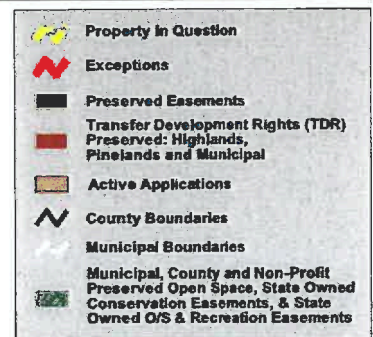 Property In Question
Exceptions
Preserved Easements
Transfer Development Rights (TDR)
Preserved: Highlands,
Pinelands and Municipal
Active Applications
County Boundaries
Municipal Boundaries
Municipal, County and Non-Profit
Preserved Open Space, State Owned
Conservation Easements, & State
Owned O/S & Recreation Easements